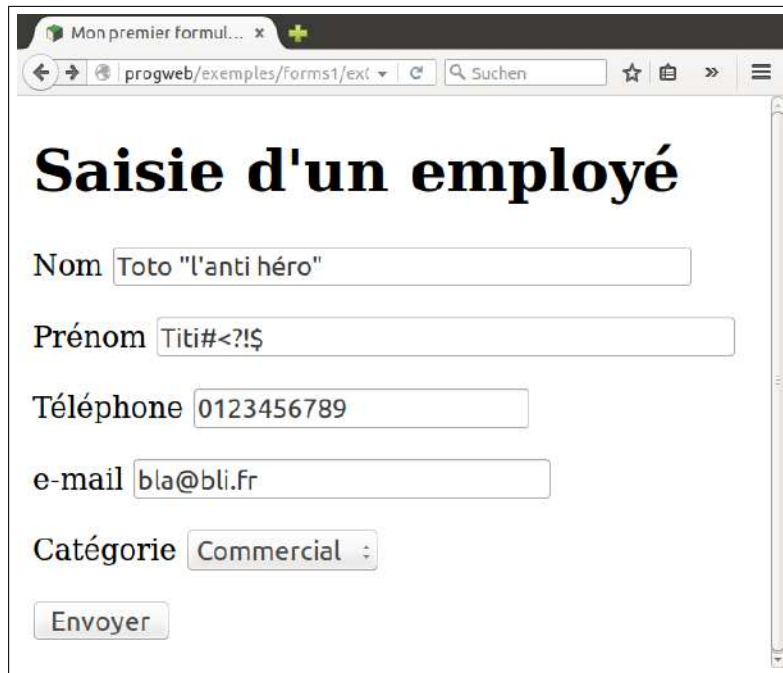 Mon premier formul... ×
progweb/exemples/forms1/ex( Suchen »
Saisie d'un employé
Nom Toto "l'anti héro"
Prénom Titi#<?!$
Téléphone 0123456789
e-mail bla@bli.fr
Catégorie Commercial
Envoyer